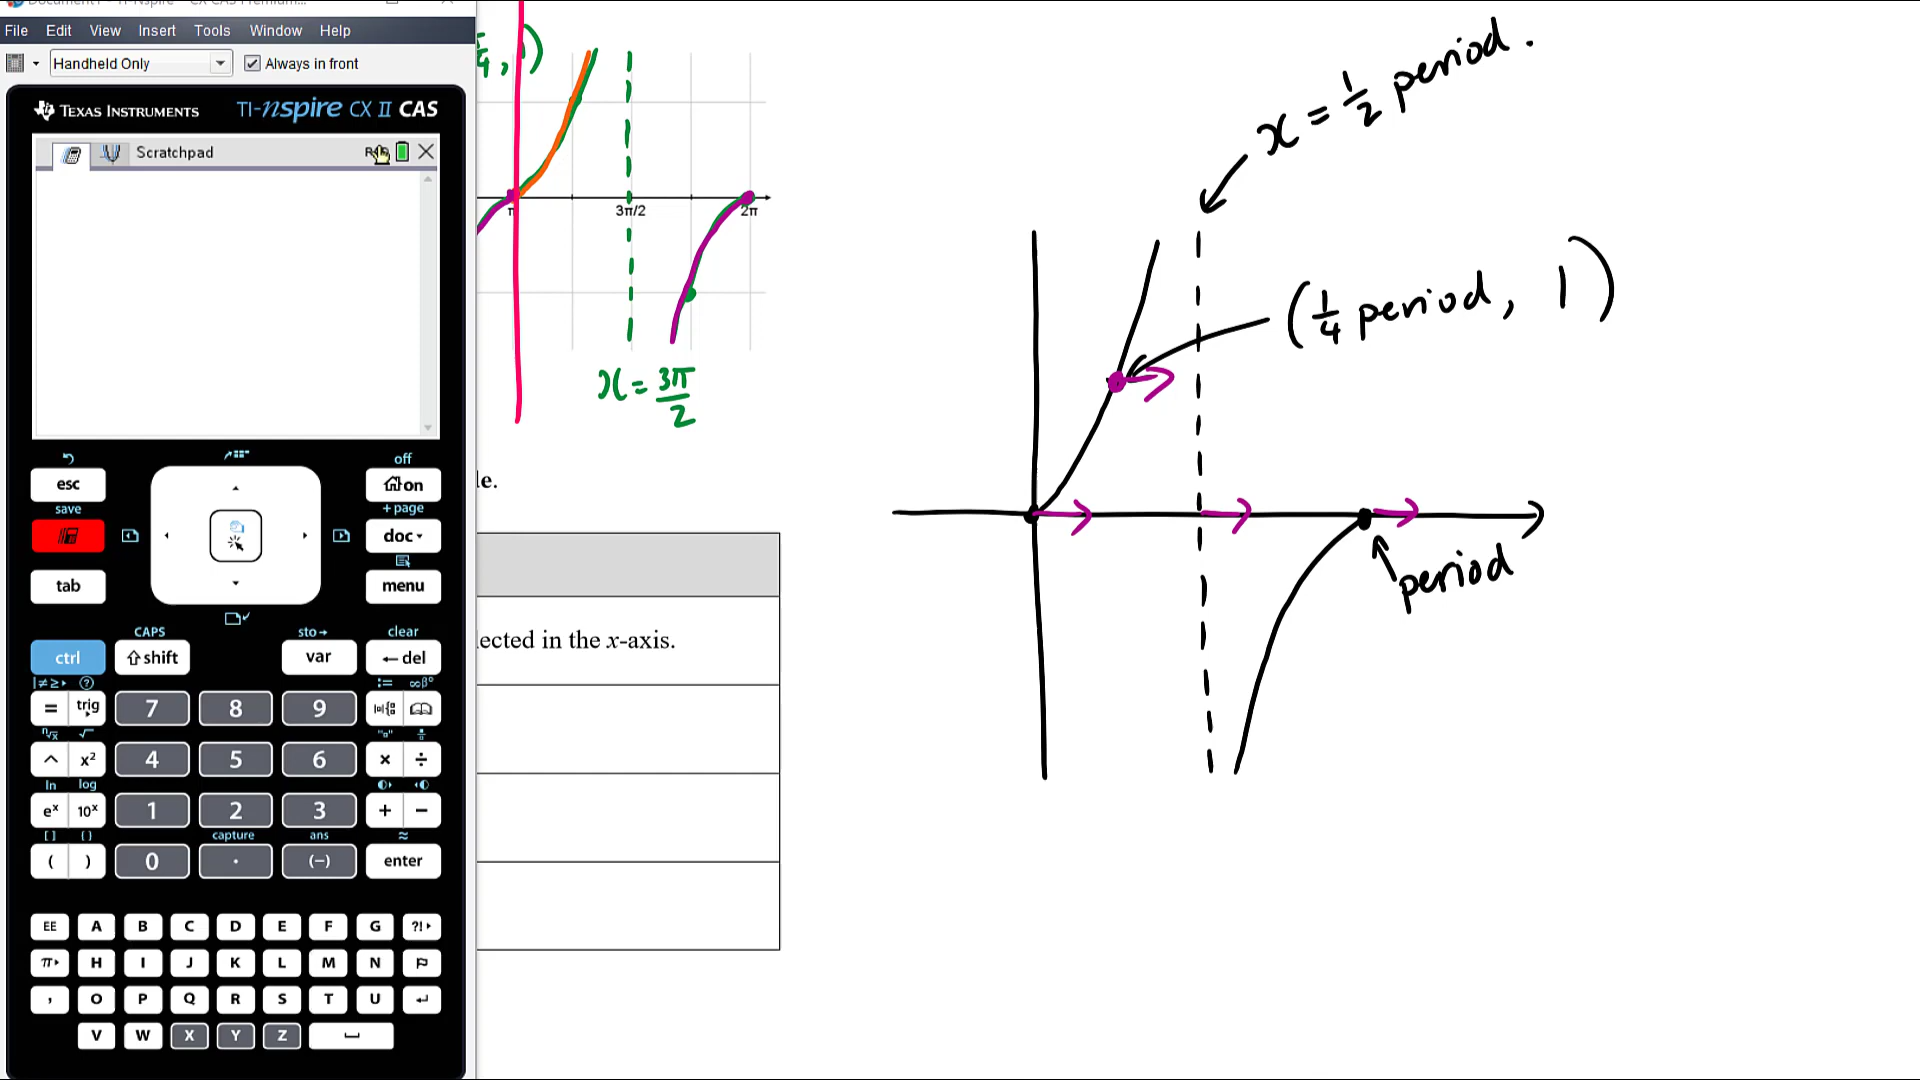 File Edit View Insert Tools Window Help
Handheld Only
Always in front
TEXAS INSTRUMENTS TI-nspire CX II CAS
Scratchpad
esc
save
tab
off
on
+ page
doc
menu
CAPS
sto→
clear
ctrl
shift
var
←del
= trig 7 8 9
^ x² 4 5 6 × ÷
ln log
eˣ 10ˣ 1 2 3 + −
[ ] { } capture ans ≈
( ) 0 . (−) enter
EE A B C D E F G ?!▸
π▸ H I J K L M N
, O P Q R S T U ↵
V W X Y Z
π 3π/2 2π
x = 3π/2
le.
lected in the x-axis.
x = 1/2 period.
(1/4 period, 1)
period